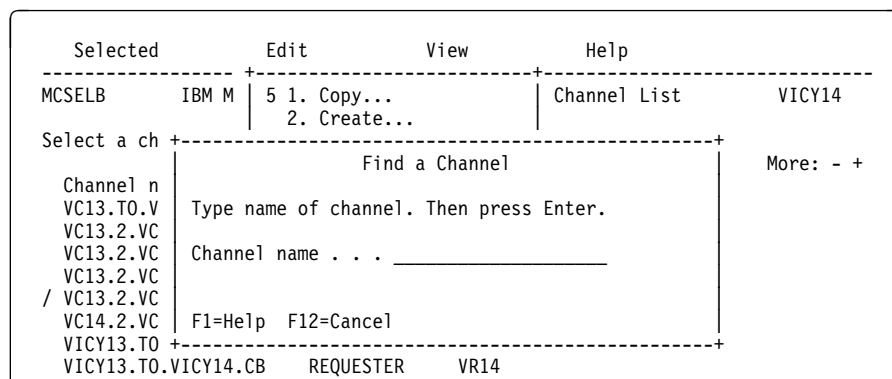 Selected Edit View Help
------------------ +--------------------------+-------------------------------
MCSELB IBM M | 5 1. Copy... | Channel List VICY14
| 2. Create... |
Select a ch +--------------------------------------------------+
| Find a Channel | More: - +
Channel n | |
VC13.TO.V | Type name of channel. Then press Enter. |
VC13.2.VC | |
VC13.2.VC | Channel name . . . ____________________ |
VC13.2.VC | |
/ VC13.2.VC | |
VC14.2.VC | F1=Help F12=Cancel |
VICY13.TO +--------------------------------------------------+
VICY13.TO.VICY14.CB REQUESTER VR14